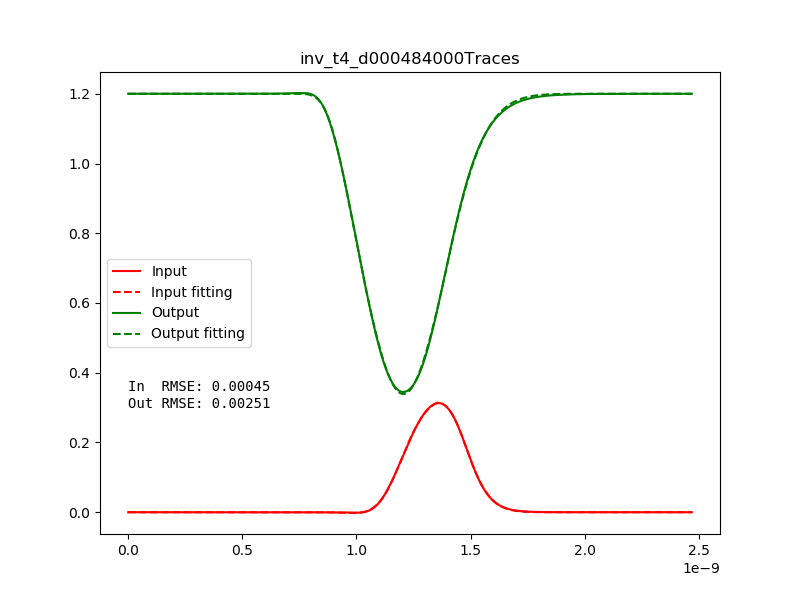 inv_t4_d000484000Traces
1.2
1.0
0.8
0.6
0.4
0.2
0.0
Input
Input fitting
Output
Output fitting
In  RMSE: 0.00045
Out RMSE: 0.00251
0.0
0.5
1.0
1.5
2.0
2.5
1e−9